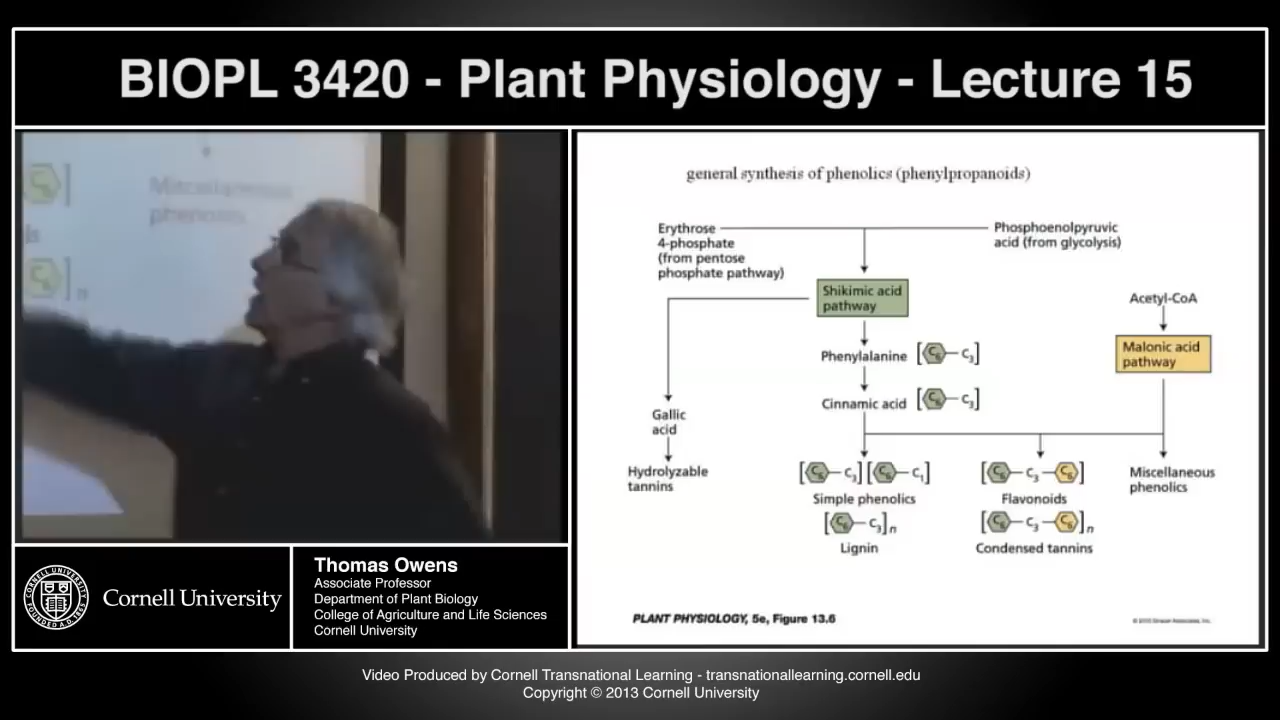 BIOPL 3420 - Plant Physiology - Lecture 15
Miscellaneous
phenolics
general synthesis of phenolics (phenylpropanoids)
Erythrose
4-phosphate
(from pentose
phosphate pathway)
Phosphoenolpyruvic
acid (from glycolysis)
Shikimic acid
pathway
Acetyl-CoA
Malonic acid
pathway
Phenylalanine [C6 C3]
Cinnamic acid [C6 C3]
Gallic
acid
Hydrolyzable
tannins
[C6 C3] [C6 C1]
Simple phenolics
[C6 C3]n
Lignin
[C6 C3 C6]
Flavonoids
[C6 C3 C6]n
Condensed tannins
Miscellaneous
phenolics
PLANT PHYSIOLOGY, 5e, Figure 13.6
© 2010 Sinauer Associates, Inc.
Cornell University
Thomas Owens
Associate Professor
Department of Plant Biology
College of Agriculture and Life Sciences
Cornell University
Video Produced by Cornell Transnational Learning - transnationallearning.cornell.edu
Copyright © 2013 Cornell University